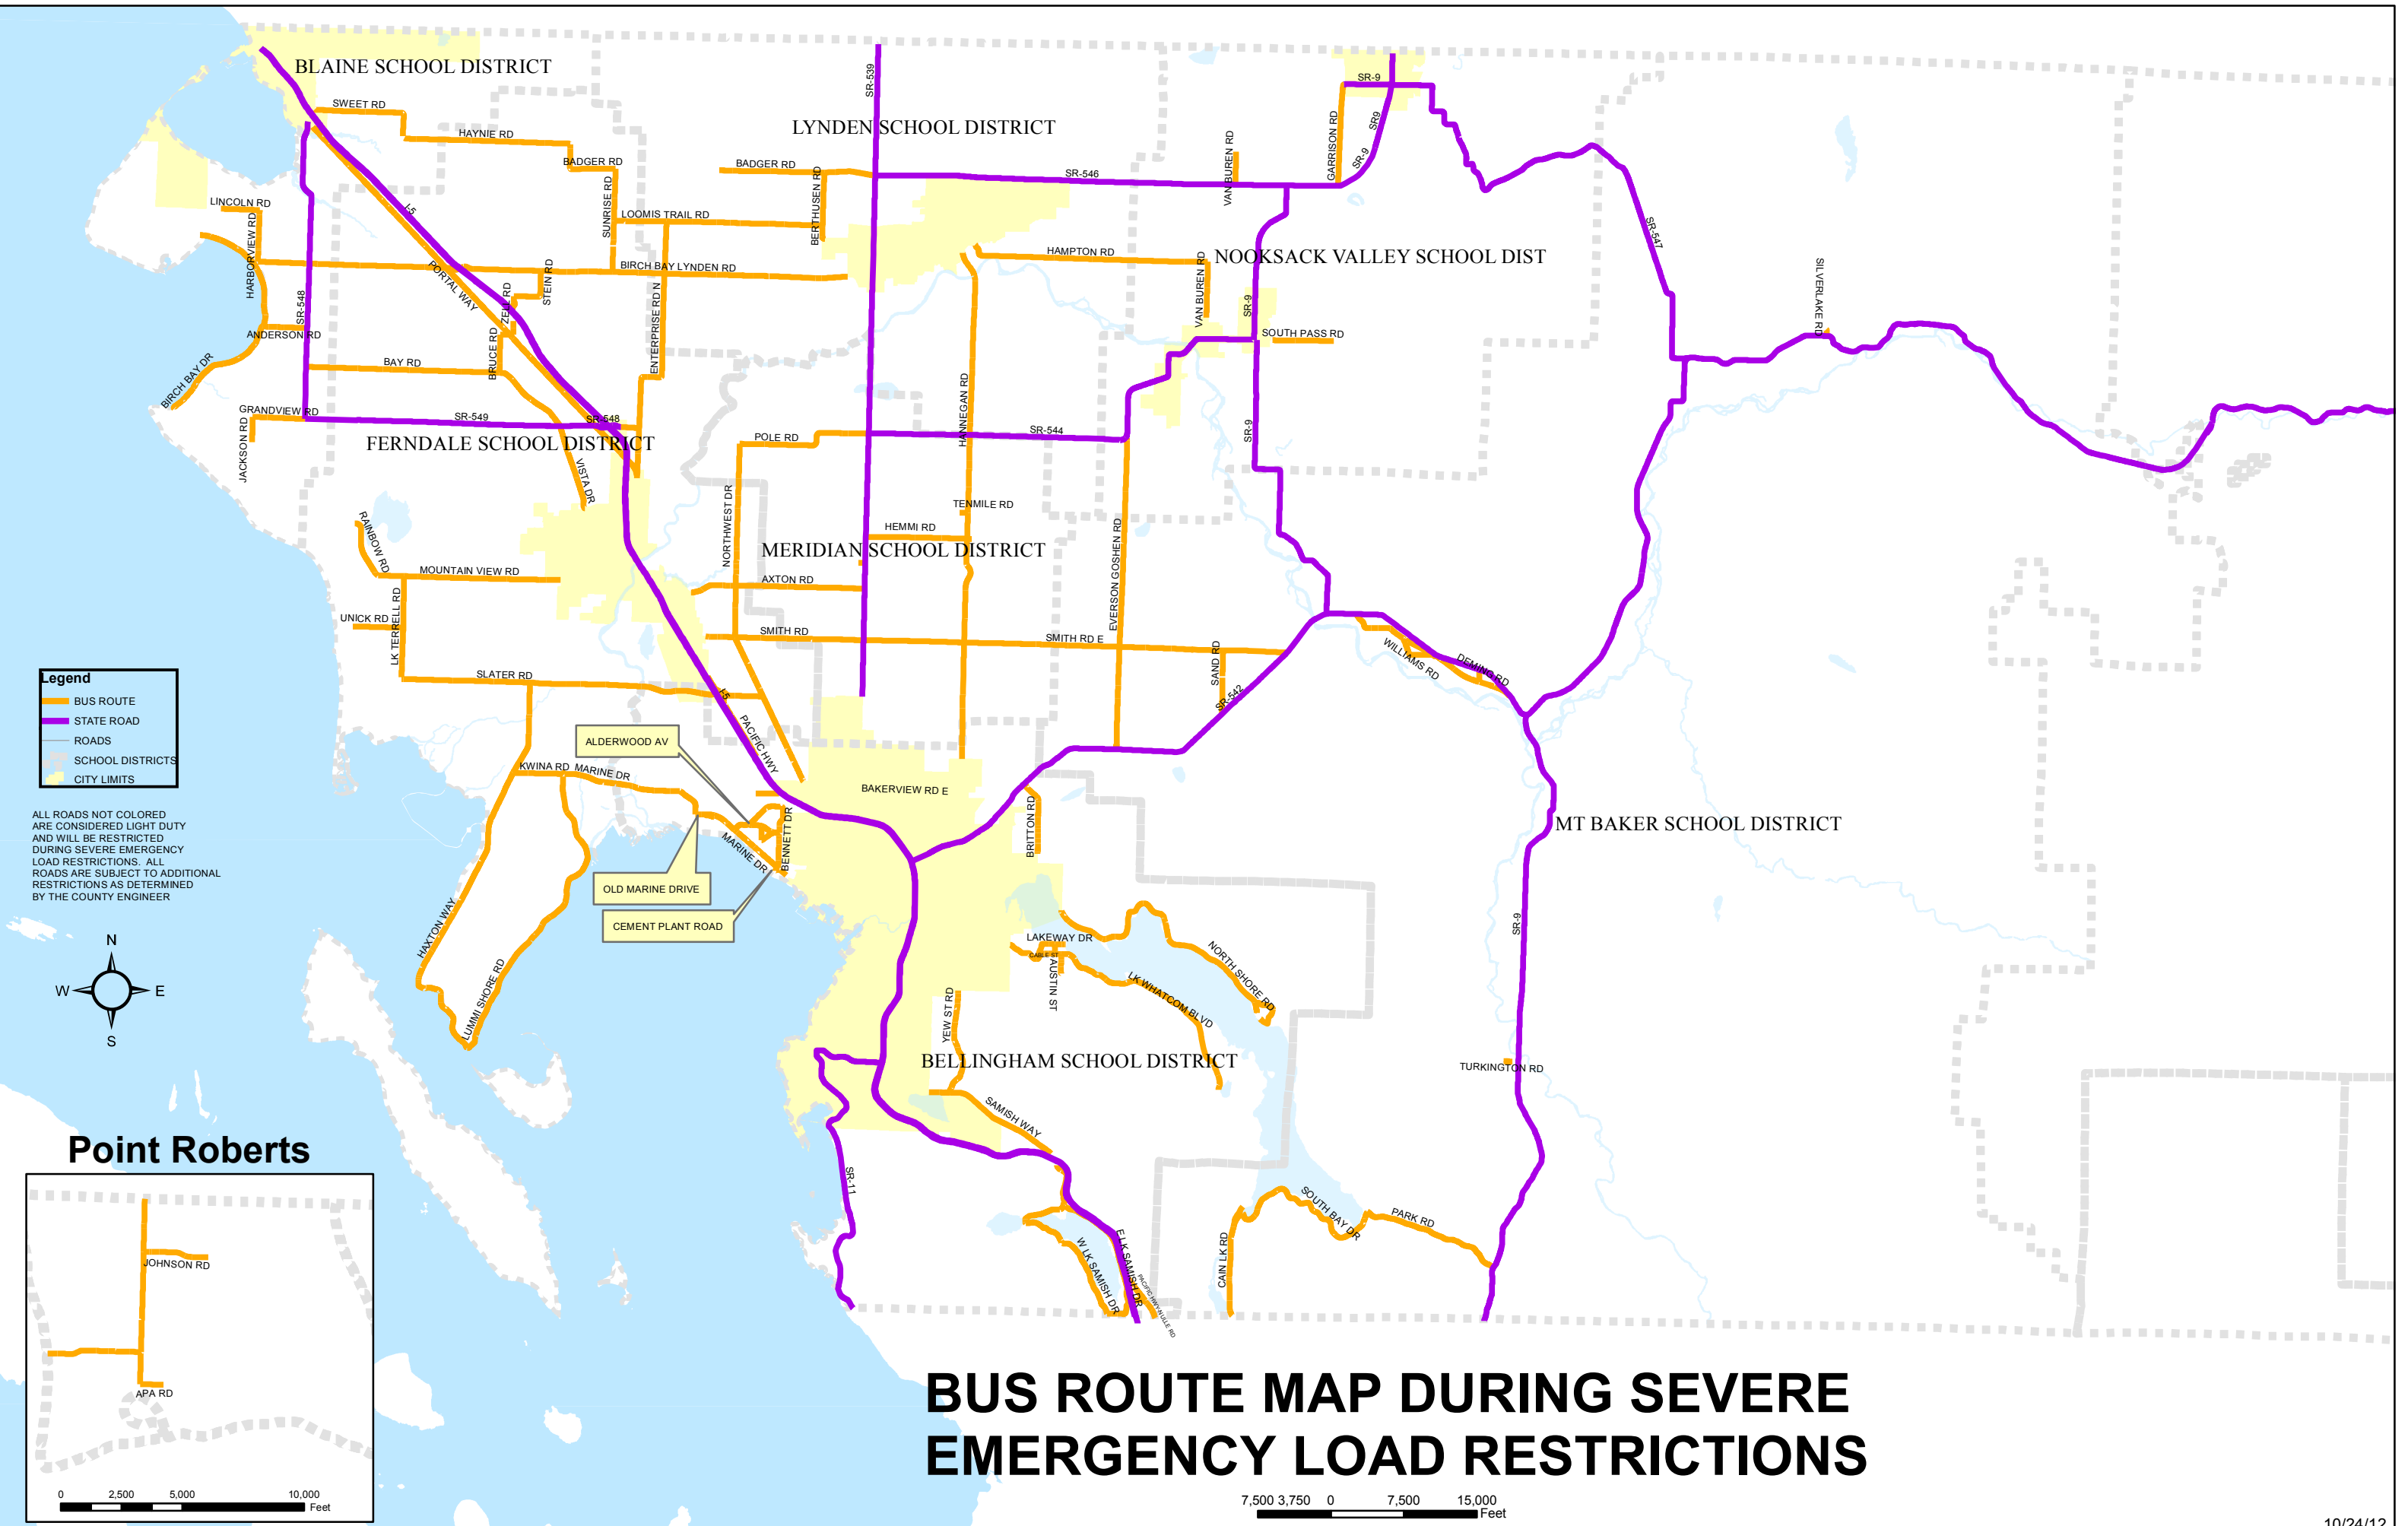 BLAINE SCHOOL DISTRICT
SWEET RD
HAYNIE RD
BADGER RD
SUNRISE RD
LOOMIS TRAIL RD
LINCOLN RD
HARBORVIEW RD
I-5
PORTAL WAY
SR-548
ANDERSON RD
BIRCH BAY DR
BIRCH BAY LYNDEN RD
STEIN RD
ZELL RD
BRUCE RD
ENTERPRISE RD N
BAY RD
GRANDVIEW RD
JACKSON RD
SR-549
SR-548
FERNDALE SCHOOL DISTRICT
VISTA DR
SR-539
LYNDEN SCHOOL DISTRICT
BADGER RD
BERTHUSEN RD
SR-546
VAN BUREN RD
GARRISON RD
SR-9
SR9
SR-9
HAMPTON RD
VAN BUREN RD
NOOKSACK VALLEY SCHOOL DIST
SR-9
SOUTH PASS RD
SR-547
SILVERLAKE RD
SR-9
HANNEGAN RD
POLE RD
SR-544
NORTHWEST DR
TENMILE RD
HEMMI RD
MERIDIAN SCHOOL DISTRICT
AXTON RD
EVERSON GOSHEN RD
SMITH RD
SMITH RD E
SAND RD
SR-542
WILLIAMS RD
DEMING RD
RAINBOW RD
MOUNTAIN VIEW RD
UNICK RD
LK TERRELL RD
SLATER RD
I-5
PACIFIC HWY
ALDERWOOD AV
KWINA RD
MARINE DR
BAKERVIEW RD E
BENNETT DR
MARINE DR
OLD MARINE DRIVE
CEMENT PLANT ROAD
BRITTON RD
MT BAKER SCHOOL DISTRICT
HAXTON WAY
LUMMI SHORE RD
LAKEWAY DR
CABLE ST
AUSTIN ST
LK WHATCOM BLVD
NORTH SHORE RD
YEW ST RD
BELLINGHAM SCHOOL DISTRICT
SAMISH WAY
SR-9
TURKINGTON RD
SR-11
W LK SAMISH DR
E LK SAMISH DR
CAIN LK RD
SOUTH BAY DR
PARK RD
Legend
BUS ROUTE
STATE ROAD
ROADS
SCHOOL DISTRICTS
CITY LIMITS
ALL ROADS NOT COLORED
ARE CONSIDERED LIGHT DUTY
AND WILL BE RESTRICTED
DURING SEVERE EMERGENCY
LOAD RESTRICTIONS. ALL
ROADS ARE SUBJECT TO ADDITIONAL
RESTRICTIONS AS DETERMINED
BY THE COUNTY ENGINEER
N
W E
S
Point Roberts
JOHNSON RD
APA RD
0 2,500 5,000 10,000
Feet
BUS ROUTE MAP DURING SEVERE
EMERGENCY LOAD RESTRICTIONS
7,500 3,750 0 7,500 15,000
Feet
10/24/12